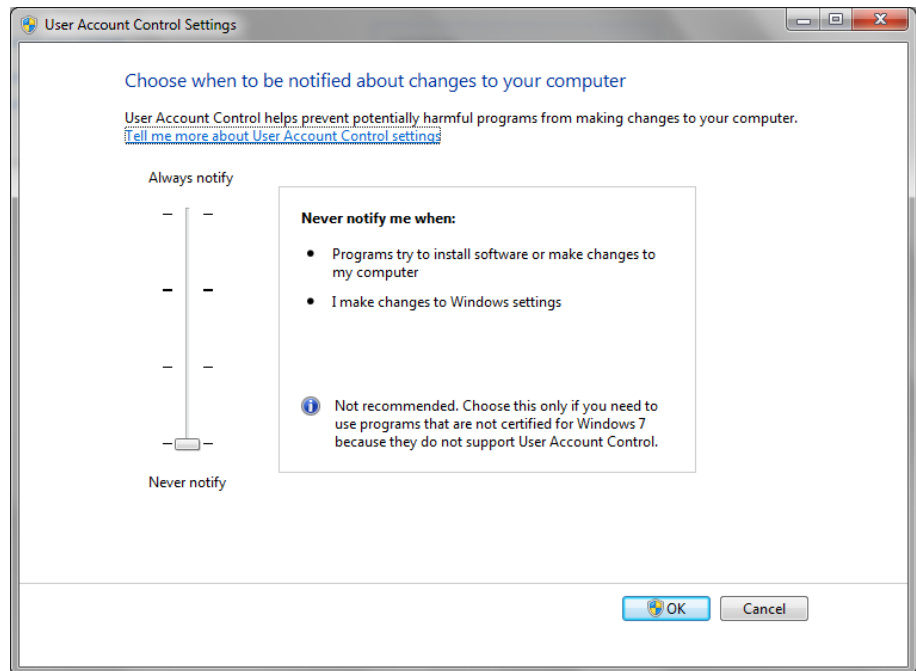 User Account Control Settings
Choose when to be notified about changes to your computer
User Account Control helps prevent potentially harmful programs from making changes to your computer.
Tell me more about User Account Control settings
Always notify
Never notify me when:
• Programs try to install software or make changes to
my computer
• I make changes to Windows settings
Not recommended. Choose this only if you need to
use programs that are not certified for Windows 7
because they do not support User Account Control.
Never notify
OK Cancel